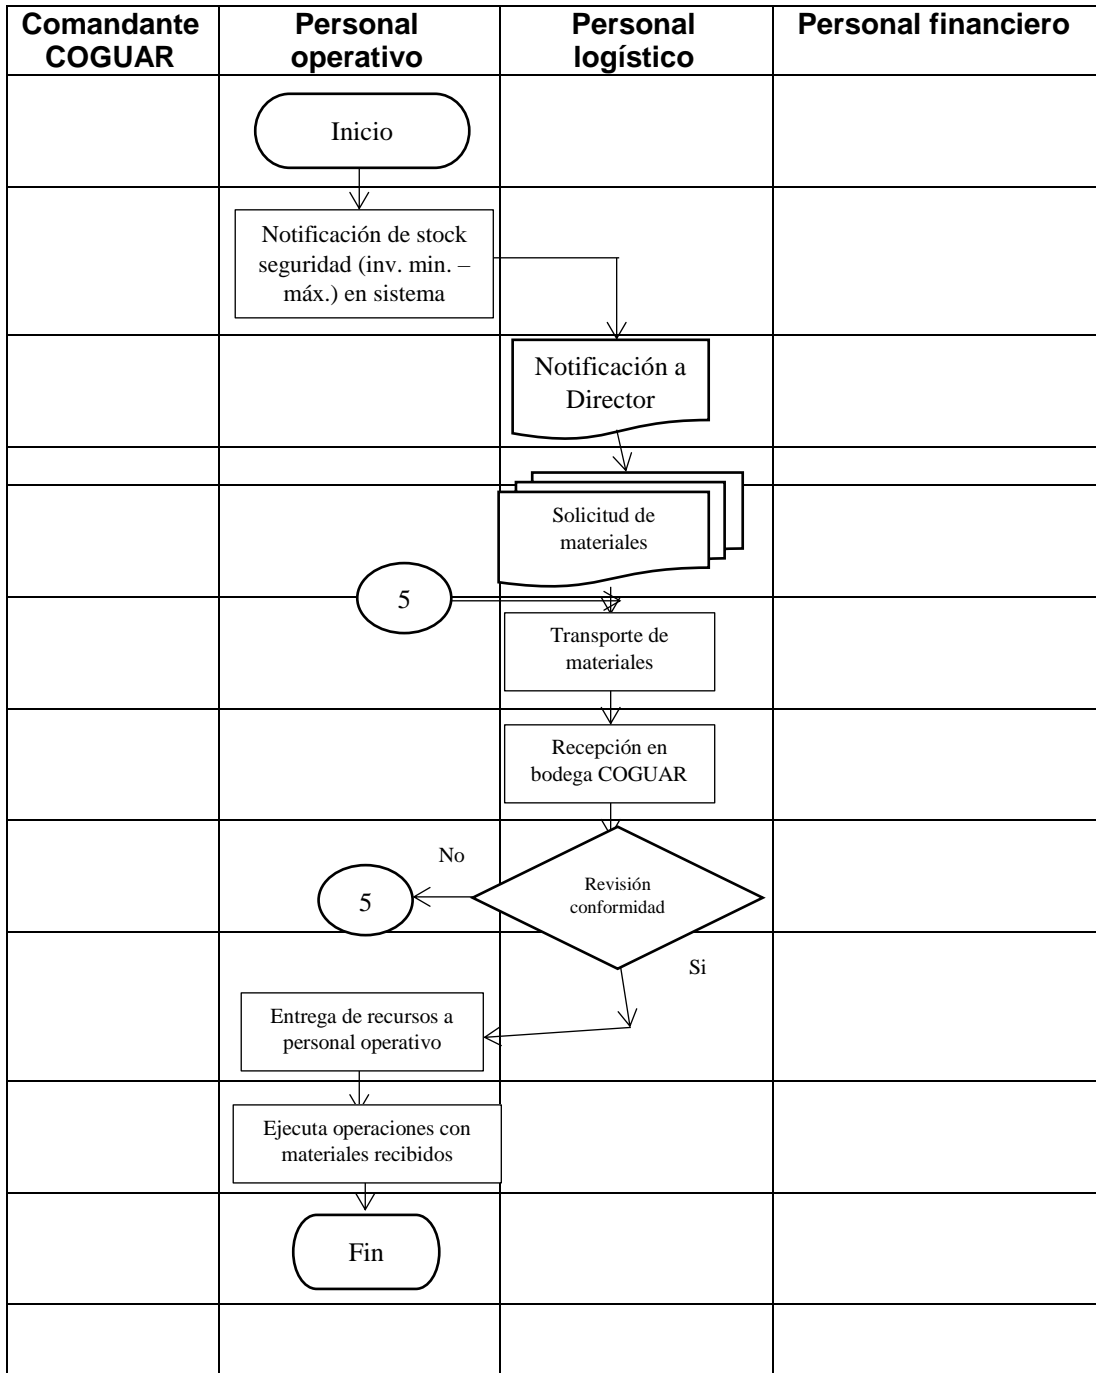 Comandante
COGUAR
Personal
operativo
Personal
logístico
Personal financiero
Inicio
Notificación de stock
seguridad (inv. min. –
máx.) en sistema
Notificación a
Director
Solicitud de
materiales
5
Transporte de
materiales
Recepción en
bodega COGUAR
No
Revisión
conformidad
5
Si
Entrega de recursos a
personal operativo
Ejecuta operaciones con
materiales recibidos
Fin